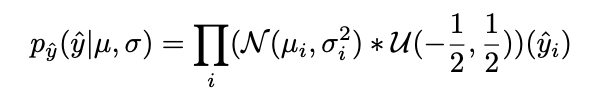 p_ŷ(ŷ|μ, σ) = ∏_i (𝒩(μ_i, σ_i^2) * 𝒰(−1/2, 1/2))(ŷ_i)